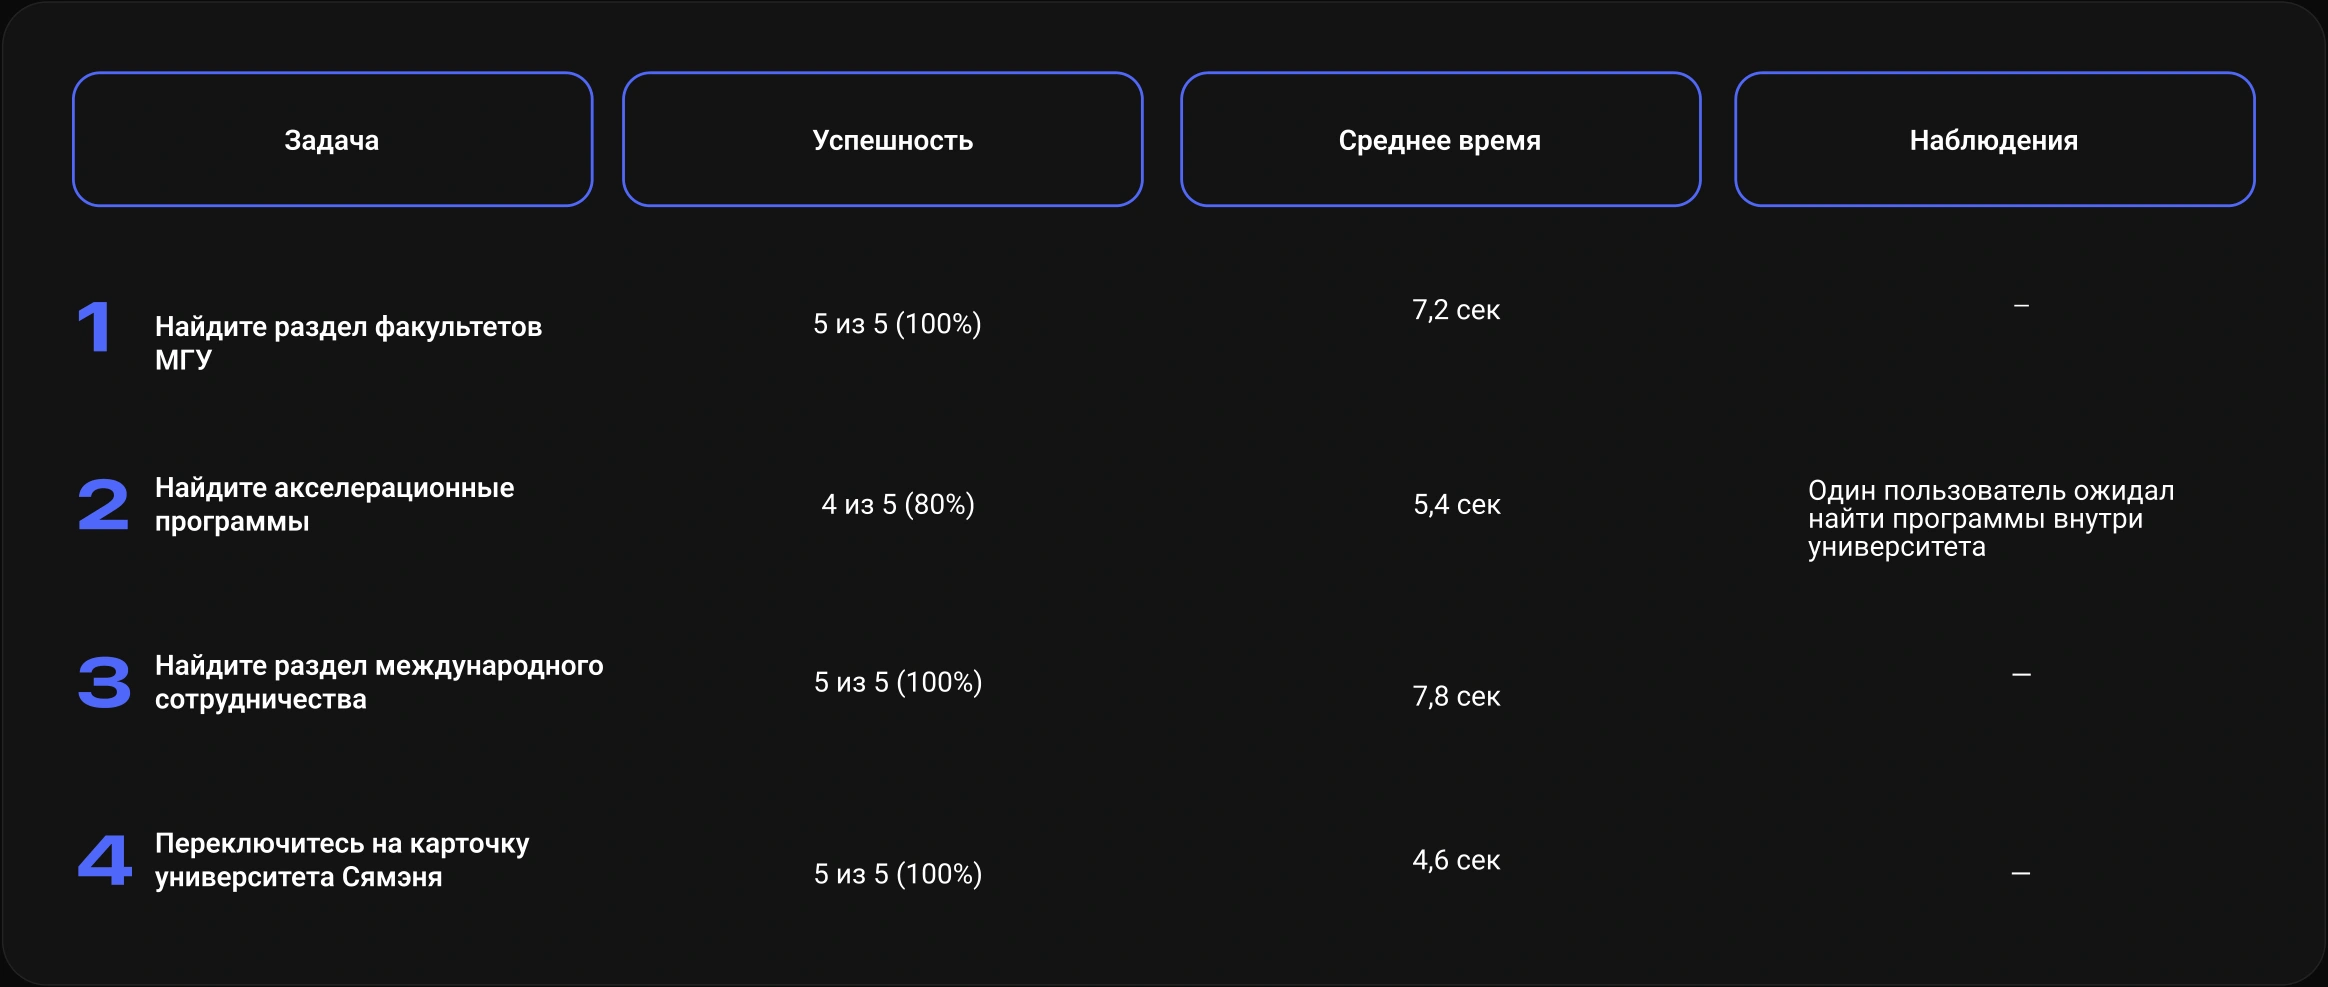 Задача
Успешность
Среднее время
Наблюдения
1
Найдите раздел факультетов
МГУ
5 из 5 (100%)
7,2 сек
–
2
Найдите акселерационные
программы
4 из 5 (80%)
5,4 сек
Один пользователь ожидал
найти программы внутри
университета
3
Найдите раздел международного
сотрудничества
5 из 5 (100%)
7,8 сек
—
4
Переключитесь на карточку
университета Сямэня
5 из 5 (100%)
4,6 сек
—